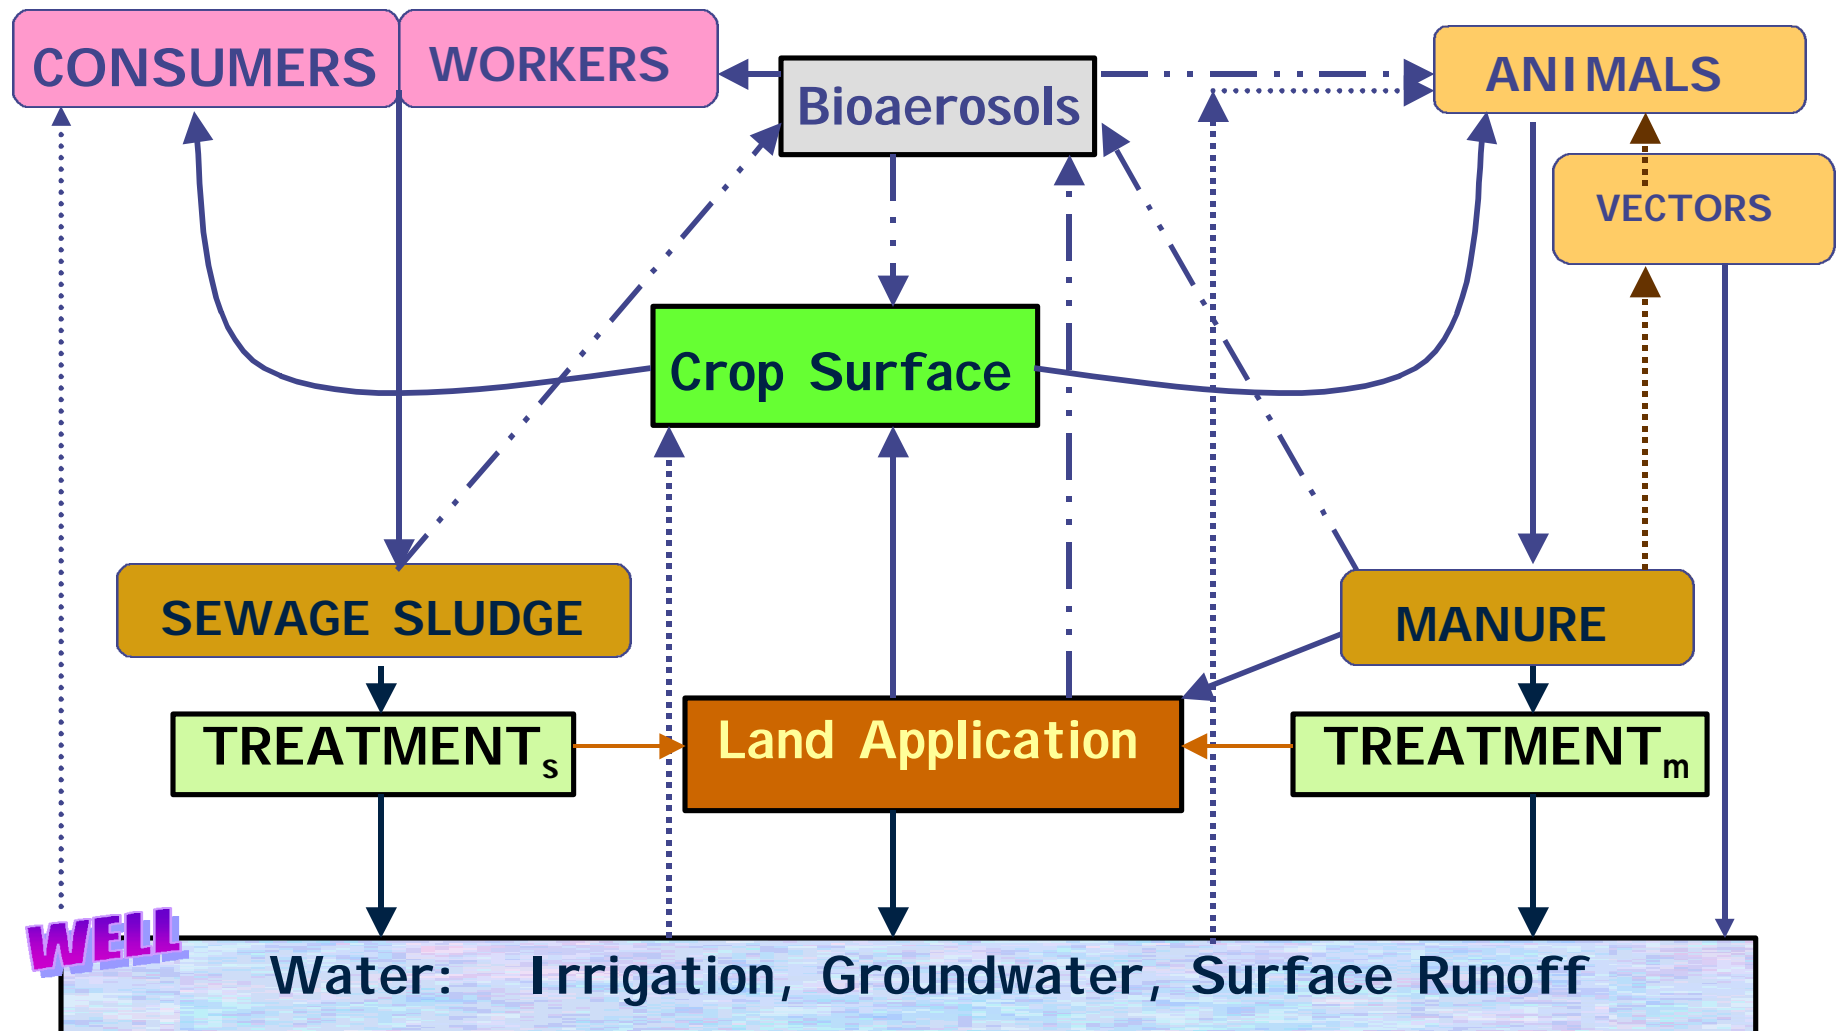 CONSUMERS
WORKERS
Bioaerosols
ANIMALS
VECTORS
Crop Surface
SEWAGE SLUDGE
MANURE
TREATMENTs
Land Application
TREATMENTm
WELL
Water: Irrigation, Groundwater, Surface Runoff